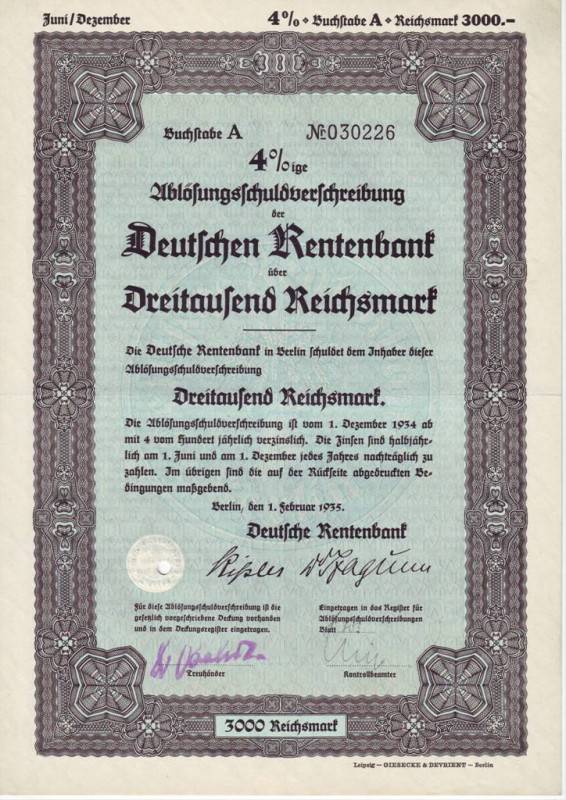 Juni / Dezember
4% ⋄ Buchstabe A ⋄ Reichsmark 3000.–
Buchstabe A № 030226
4%ige
Ablösungsschuldverschreibung
der
Deutschen Rentenbank
über
Dreitausend Reichsmark
Die Deutsche Rentenbank in Berlin schuldet dem Inhaber dieser
Ablösungsschuldverschreibung
Dreitausend Reichsmark.
Die Ablösungsschuldverschreibung ist vom 1. Dezember 1934 ab
mit 4 vom Hundert jährlich verzinslich. Die Zinsen sind halbjähr-
lich am 1. Juni und am 1. Dezember jedes Jahres nachträglich zu
zahlen. Im übrigen sind die auf der Rückseite abgedruckten Be-
dingungen maßgebend.
Berlin, den 1. Februar 1935.
Deutsche Rentenbank
Für diese Ablösungsschuldverschreibung ist die
gesetzlich vorgeschriebene Deckung vorhanden
und in dem Deckungsregister eingetragen.
Treuhänder
Eingetragen in das Register für
Ablösungsschuldverschreibungen
Blatt
Kontrollbeamter
3000 Reichsmark
Leipzig — GIESECKE & DEVRIENT — Berlin